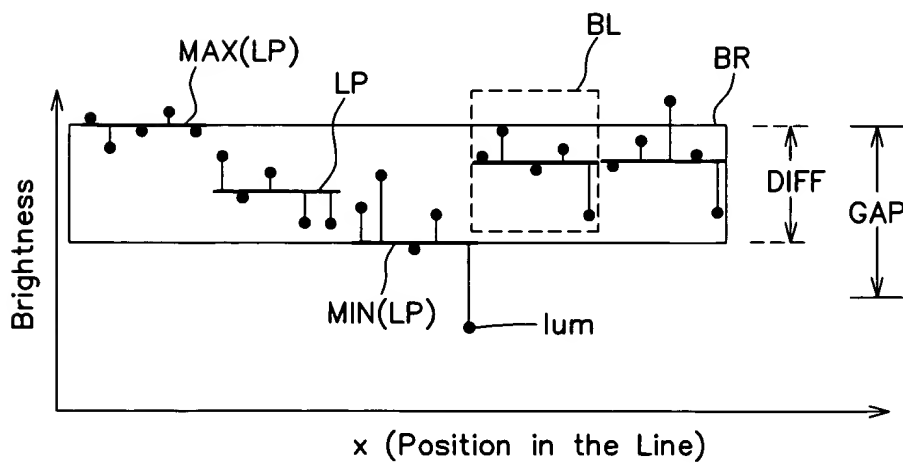 BL
MAX(LP)
BR
LP
DIFF
GAP
Brightness
MIN(LP)
lum
x (Position in the Line)